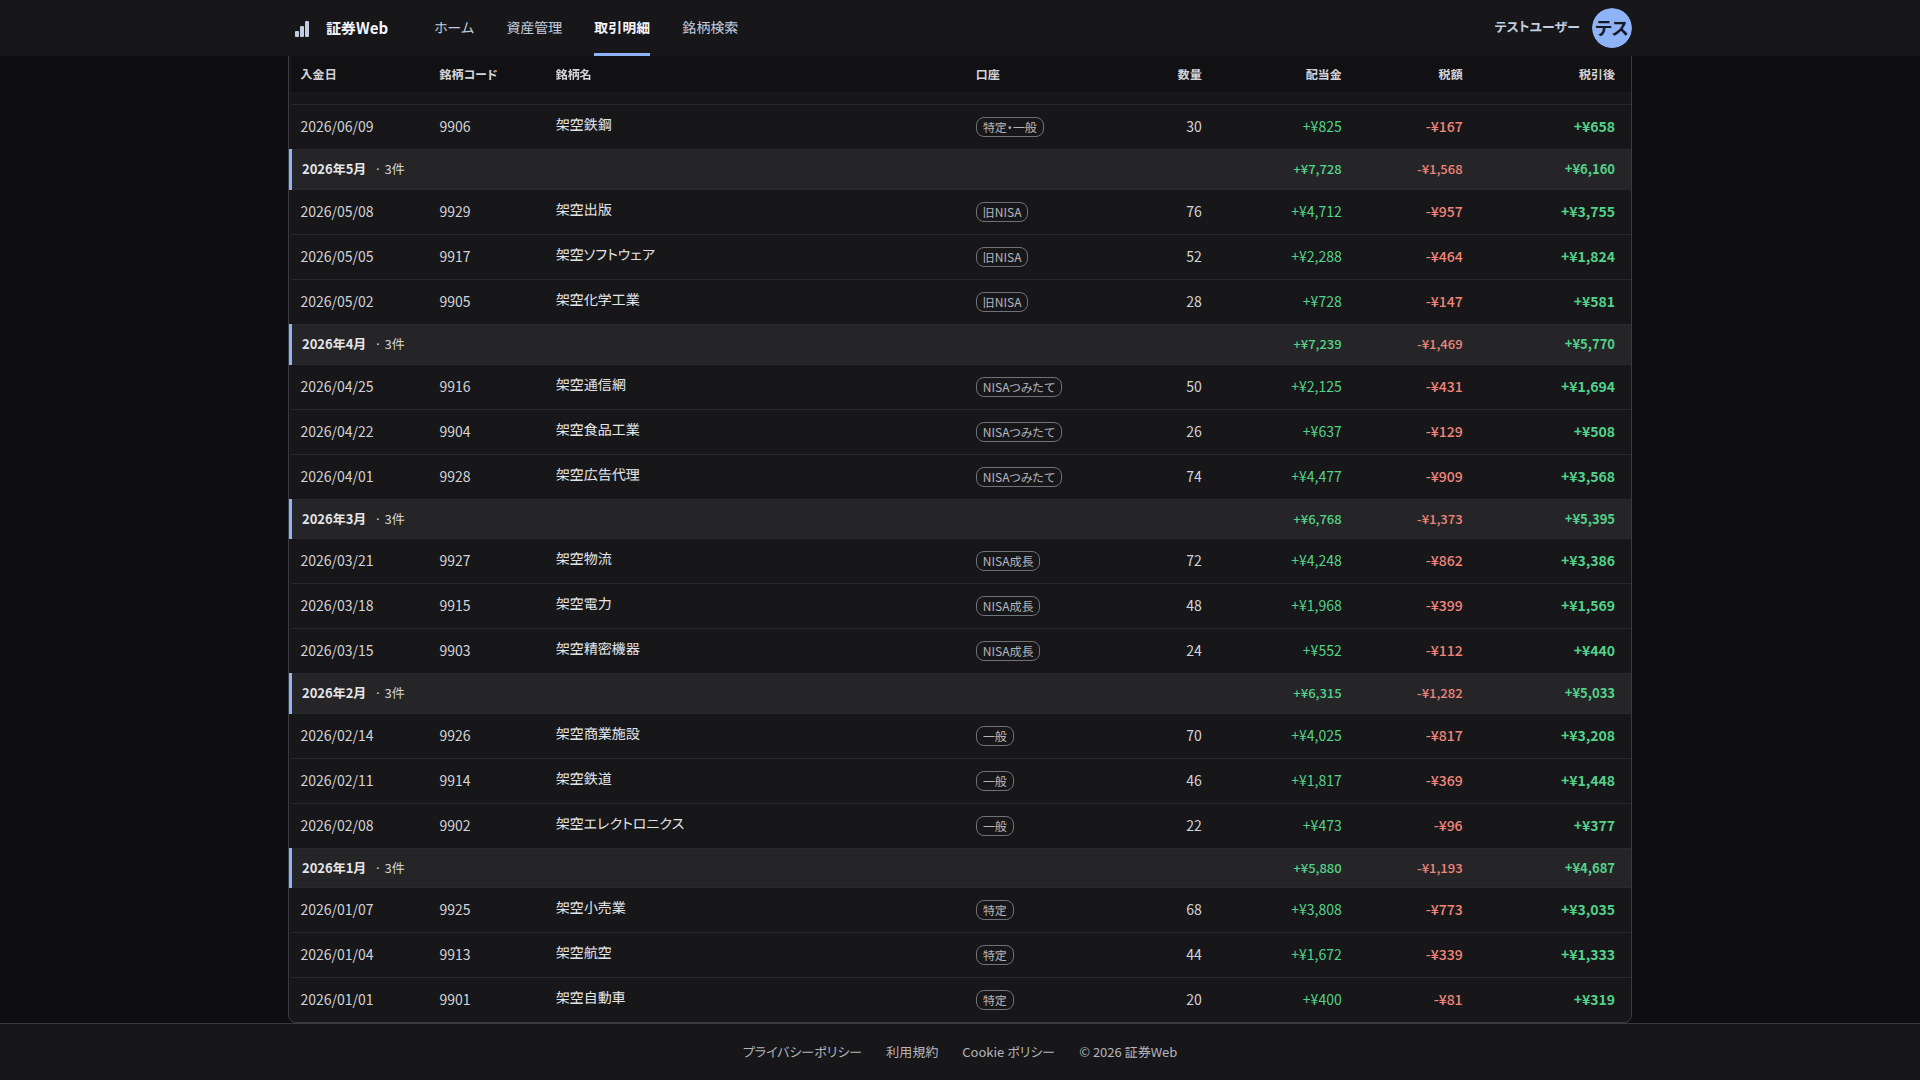 証券Web ホーム 資産管理 取引明細 銘柄検索 テストユーザー テス
入金日 銘柄コード 銘柄名 口座 数量 配当金 税額 税引後
2026/06/09 9906 架空鉄鋼 特定・一般 30 +¥825 -¥167 +¥658
2026年5月 · 3件 +¥7,728 -¥1,568 +¥6,160
2026/05/08 9929 架空出版 旧NISA 76 +¥4,712 -¥957 +¥3,755
2026/05/05 9917 架空ソフトウェア 旧NISA 52 +¥2,288 -¥464 +¥1,824
2026/05/02 9905 架空化学工業 旧NISA 28 +¥728 -¥147 +¥581
2026年4月 · 3件 +¥7,239 -¥1,469 +¥5,770
2026/04/25 9916 架空通信網 NISAつみたて 50 +¥2,125 -¥431 +¥1,694
2026/04/22 9904 架空食品工業 NISAつみたて 26 +¥637 -¥129 +¥508
2026/04/01 9928 架空広告代理 NISAつみたて 74 +¥4,477 -¥909 +¥3,568
2026年3月 · 3件 +¥6,768 -¥1,373 +¥5,395
2026/03/21 9927 架空物流 NISA成長 72 +¥4,248 -¥862 +¥3,386
2026/03/18 9915 架空電力 NISA成長 48 +¥1,968 -¥399 +¥1,569
2026/03/15 9903 架空精密機器 NISA成長 24 +¥552 -¥112 +¥440
2026年2月 · 3件 +¥6,315 -¥1,282 +¥5,033
2026/02/14 9926 架空商業施設 一般 70 +¥4,025 -¥817 +¥3,208
2026/02/11 9914 架空鉄道 一般 46 +¥1,817 -¥369 +¥1,448
2026/02/08 9902 架空エレクトロニクス 一般 22 +¥473 -¥96 +¥377
2026年1月 · 3件 +¥5,880 -¥1,193 +¥4,687
2026/01/07 9925 架空小売業 特定 68 +¥3,808 -¥773 +¥3,035
2026/01/04 9913 架空航空 特定 44 +¥1,672 -¥339 +¥1,333
2026/01/01 9901 架空自動車 特定 20 +¥400 -¥81 +¥319
プライバシーポリシー 利用規約 Cookie ポリシー © 2026 証券Web